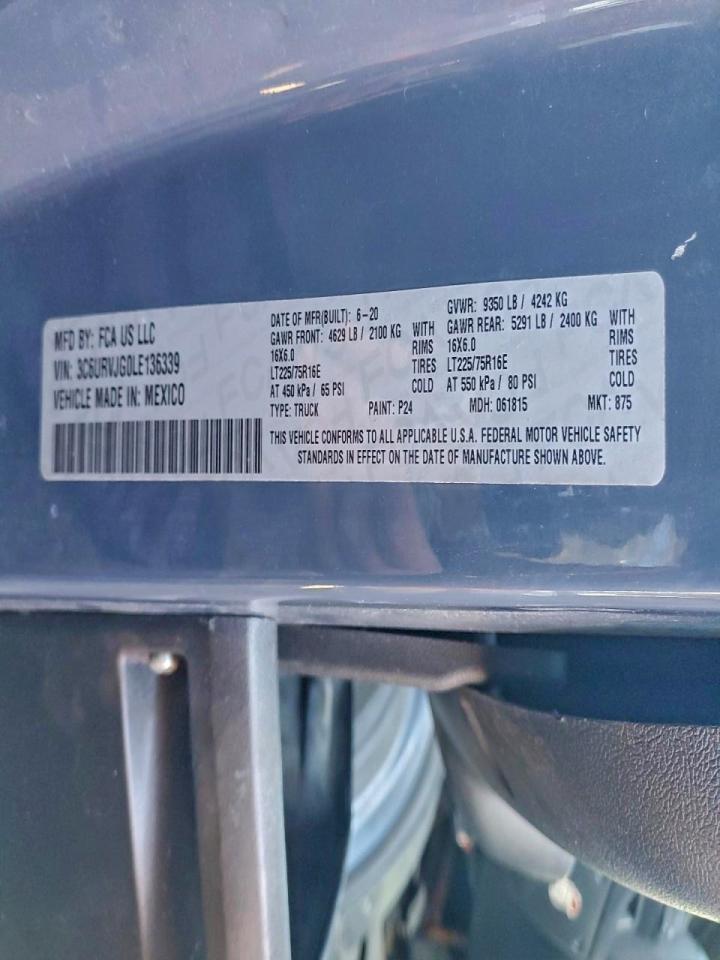 MFD BY: FCA US LLC
VIN: 3C6URVJG0LE136339
VEHICLE MADE IN: MEXICO
DATE OF MFR(BUILT): 6-20
GAWR FRONT: 4629 LB / 2100 KG WITH
16X6.0 RIMS
LT225/75R16E TIRES
AT 450 kPa / 65 PSI COLD
GVWR: 9350 LB / 4242 KG
GAWR REAR: 5291 LB / 2400 KG WITH
16X6.0 RIMS
LT225/75R16E TIRES
AT 550 kPa / 80 PSI COLD
TYPE: TRUCK PAINT: P24 MDH: 061815 MKT: 875
THIS VEHICLE CONFORMS TO ALL APPLICABLE U.S.A. FEDERAL MOTOR VEHICLE SAFETY
STANDARDS IN EFFECT ON THE DATE OF MANUFACTURE SHOWN ABOVE.